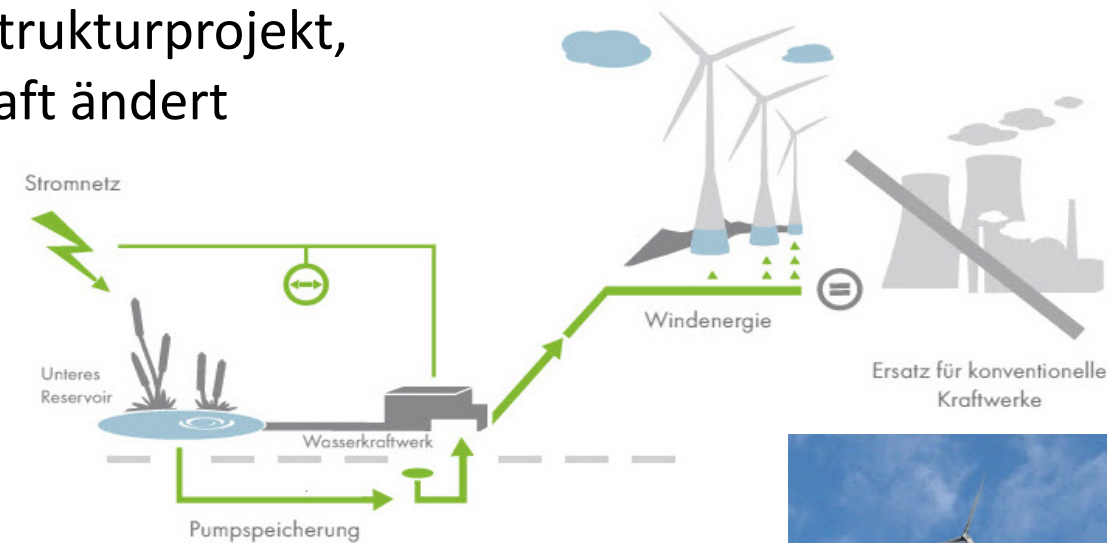 trukturprojekt,
aft ändert
Stromnetz
Unteres
Reservoir
Wasserkraftwerk
Pumpspeicherung
Windenergie
Ersatz für konventionelle
Kraftwerke